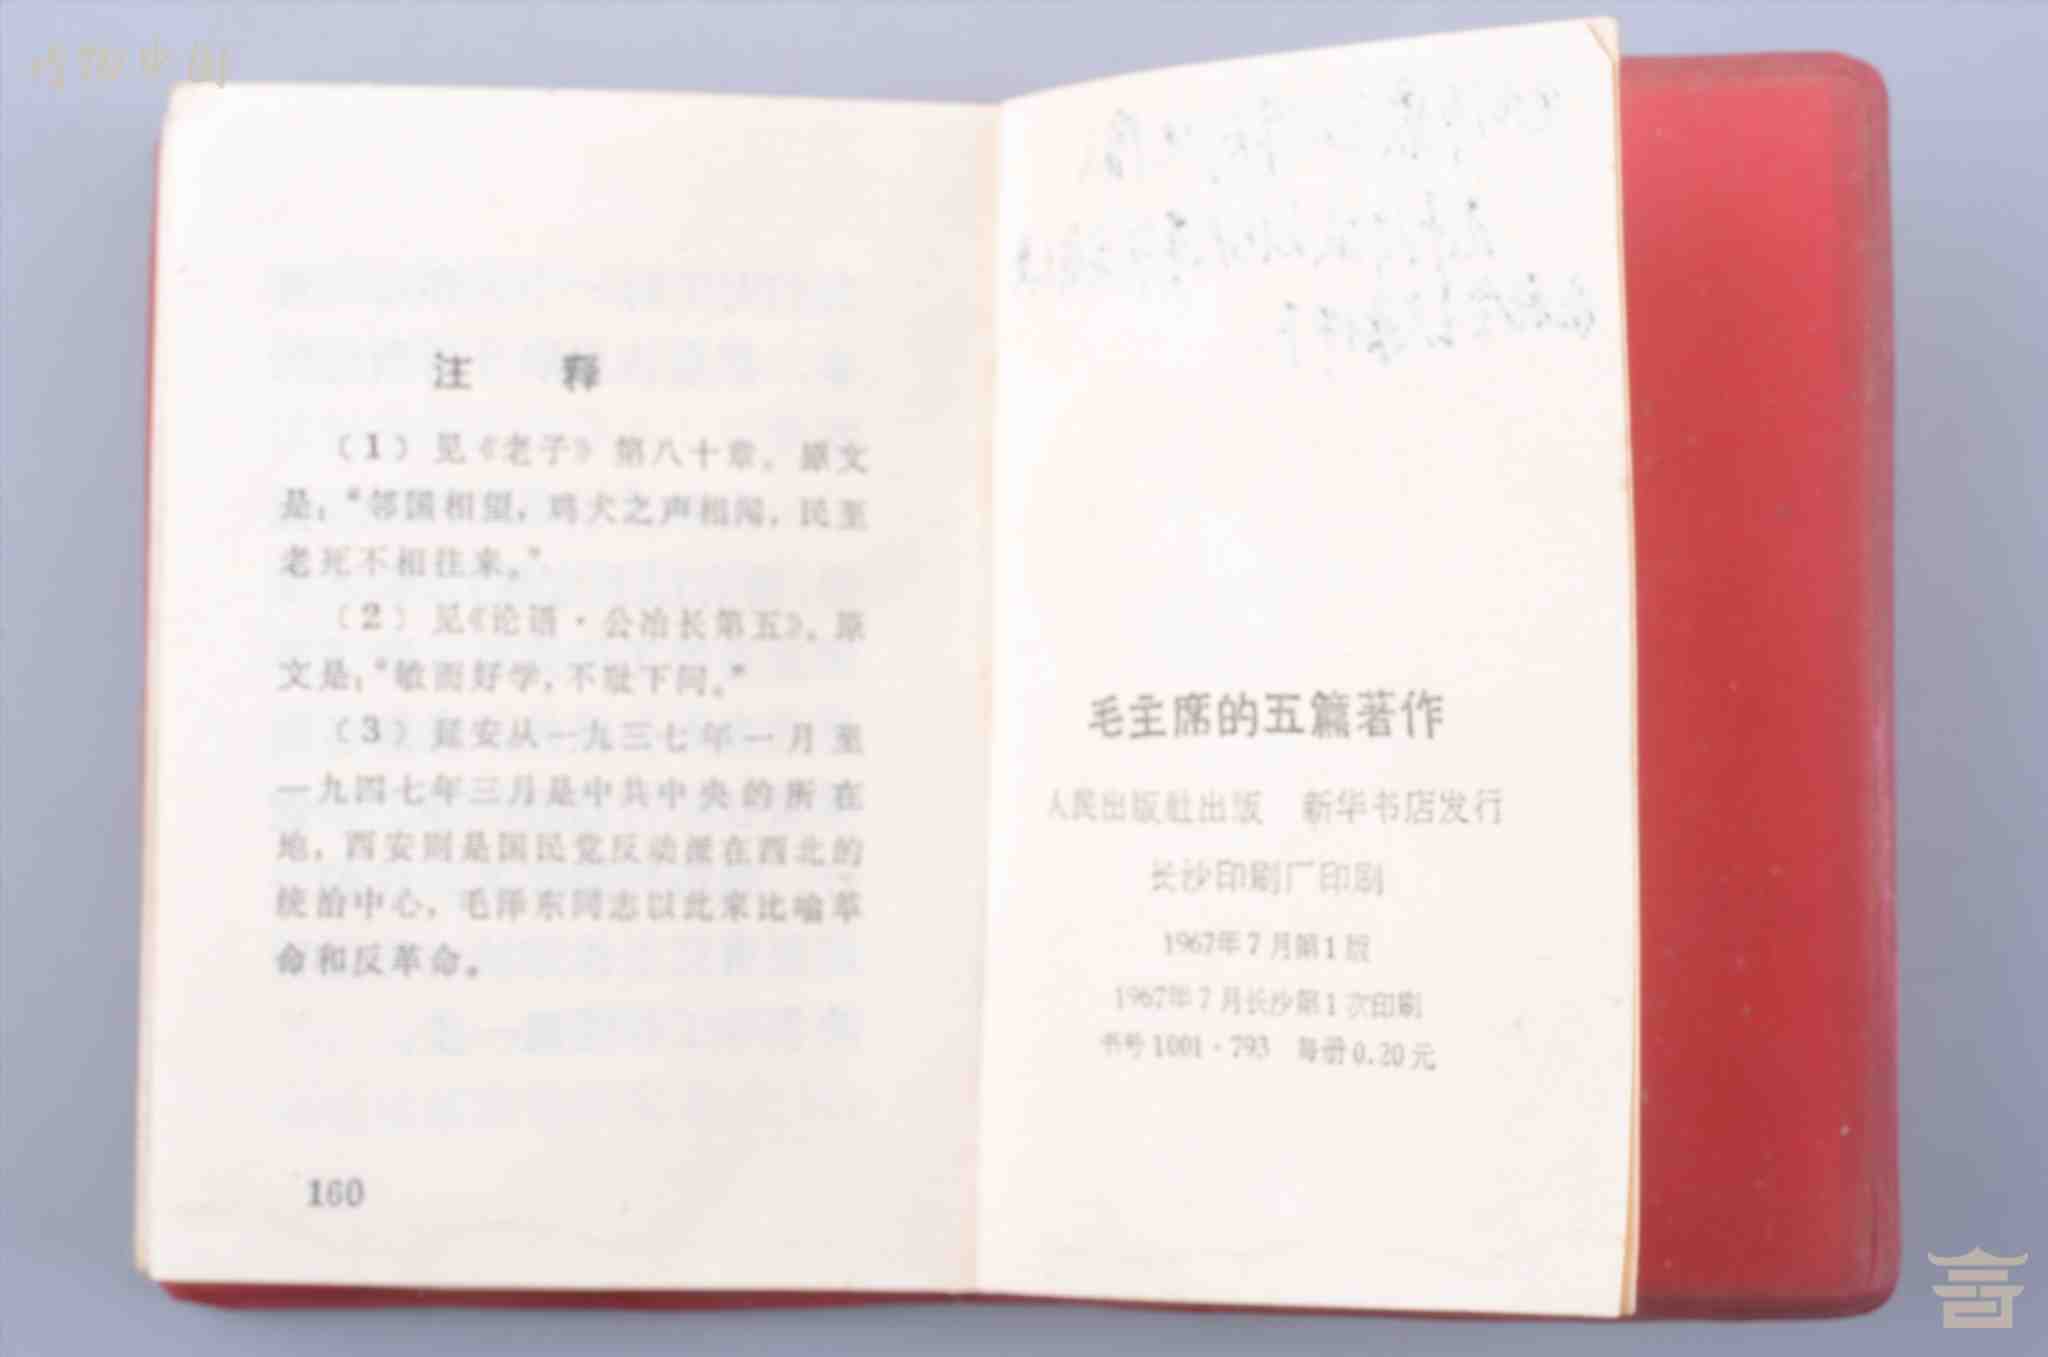 注 释
〔1〕见《老子》第八十章。原文
是：“邻国相望，鸡犬之声相闻，民至
老死不相往来。”
〔2〕见《论语·公冶长第五》。原
文是：“敏而好学，不耻下问。”
〔3〕延安从一九三七年一月至
一九四七年三月是中共中央的所在
地，西安则是国民党反动派在西北的
统治中心，毛泽东同志以此来比喻革
命和反革命。
160
毛主席的五篇著作
人民出版社出版 新华书店发行
长沙印刷厂印刷
1967年7月第1版
1967年7月长沙第1次印刷
书号1001·793 每册0.20元